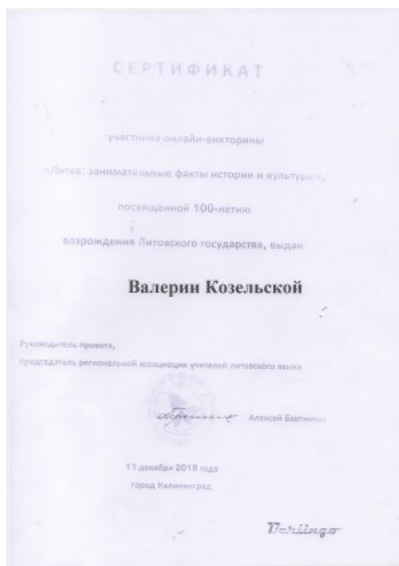 СЕРТИФИКАТ
участника онлайн-викторины
«Литва: занимательные факты истории и культуры»,
посвящённой 100-летию
возрождения Литовского государства, выдан
Валерии Козельской
Руководитель проекта,
председатель региональной ассоциации учителей литовского языка
Алексей
11 декабря 2018 года
город Калининград